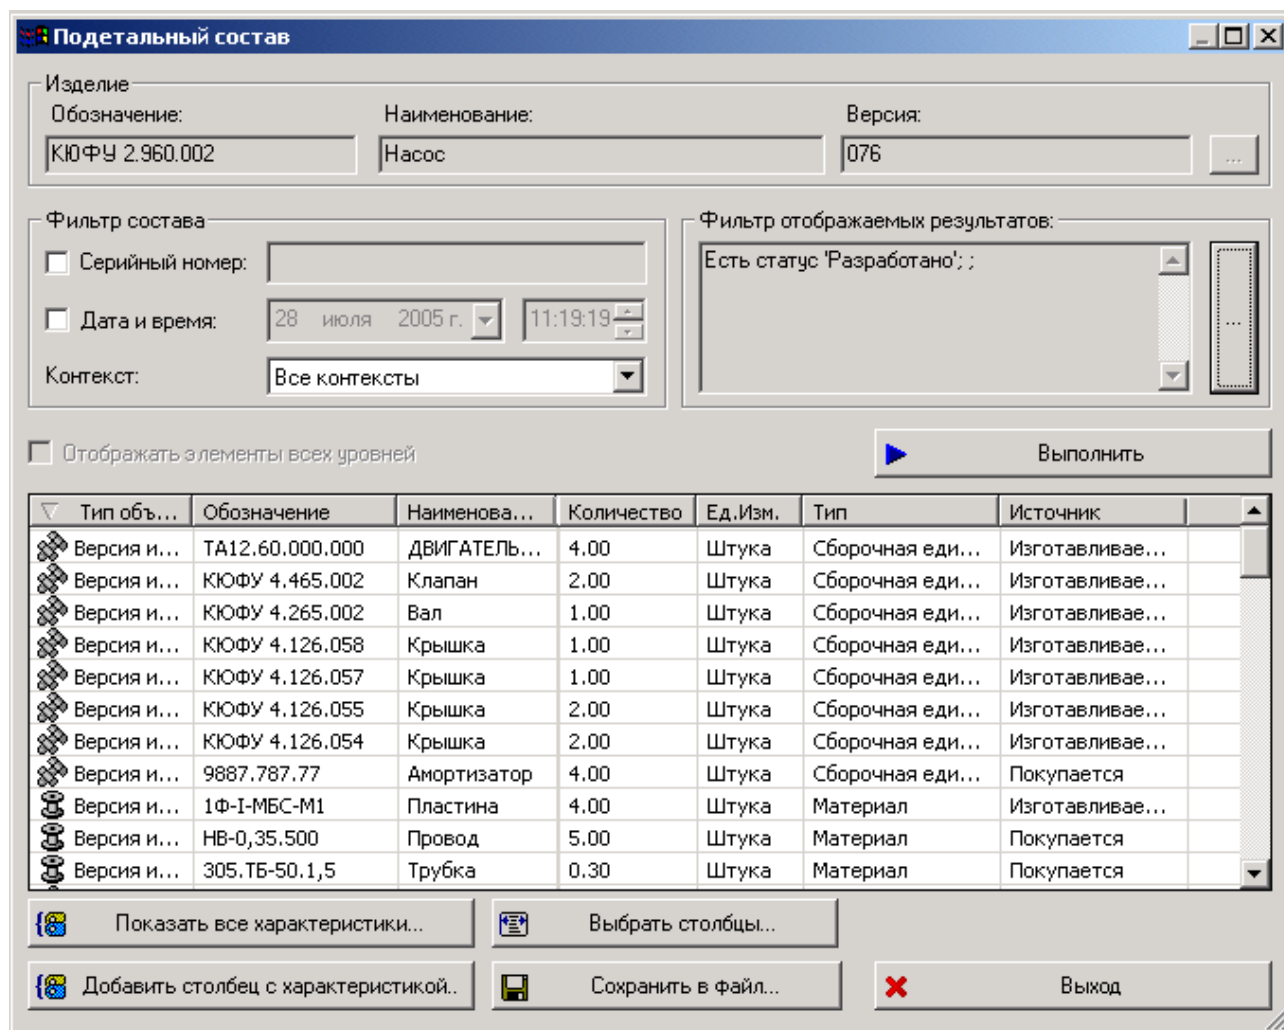 Подетальный состав
Изделие
Обозначение: Наименование: Версия:
КЮФУ 2.960.002 Насос 076 ...
Фильтр состава Фильтр отображаемых результатов:
Серийный номер: Есть статус 'Разработано'; ;
Дата и время: 28 июля 2005 г. 11:19:19 ...
Контекст: Все контексты
Отображать элементы всех уровней Выполнить
Тип объ... Обозначение Наименова... Количество Ед.Изм. Тип Источник
Версия и... ТА12.60.000.000 ДВИГАТЕЛЬ... 4.00 Штука Сборочная еди... Изготавливае...
Версия и... КЮФУ 4.465.002 Клапан 2.00 Штука Сборочная еди... Изготавливае...
Версия и... КЮФУ 4.265.002 Вал 1.00 Штука Сборочная еди... Изготавливае...
Версия и... КЮФУ 4.126.058 Крышка 1.00 Штука Сборочная еди... Изготавливае...
Версия и... КЮФУ 4.126.057 Крышка 1.00 Штука Сборочная еди... Изготавливае...
Версия и... КЮФУ 4.126.055 Крышка 2.00 Штука Сборочная еди... Изготавливае...
Версия и... КЮФУ 4.126.054 Крышка 2.00 Штука Сборочная еди... Изготавливае...
Версия и... 9887.787.77 Амортизатор 4.00 Штука Сборочная еди... Покупается
Версия и... 1Ф-I-МБС-М1 Пластина 4.00 Штука Материал Изготавливае...
Версия и... НВ-0,35.500 Провод 5.00 Штука Материал Покупается
Версия и... 305.ТБ-50.1,5 Трубка 0.30 Штука Материал Покупается
Показать все характеристики... Выбрать столбцы...
Добавить столбец с характеристикой.. Сохранить в файл... Выход